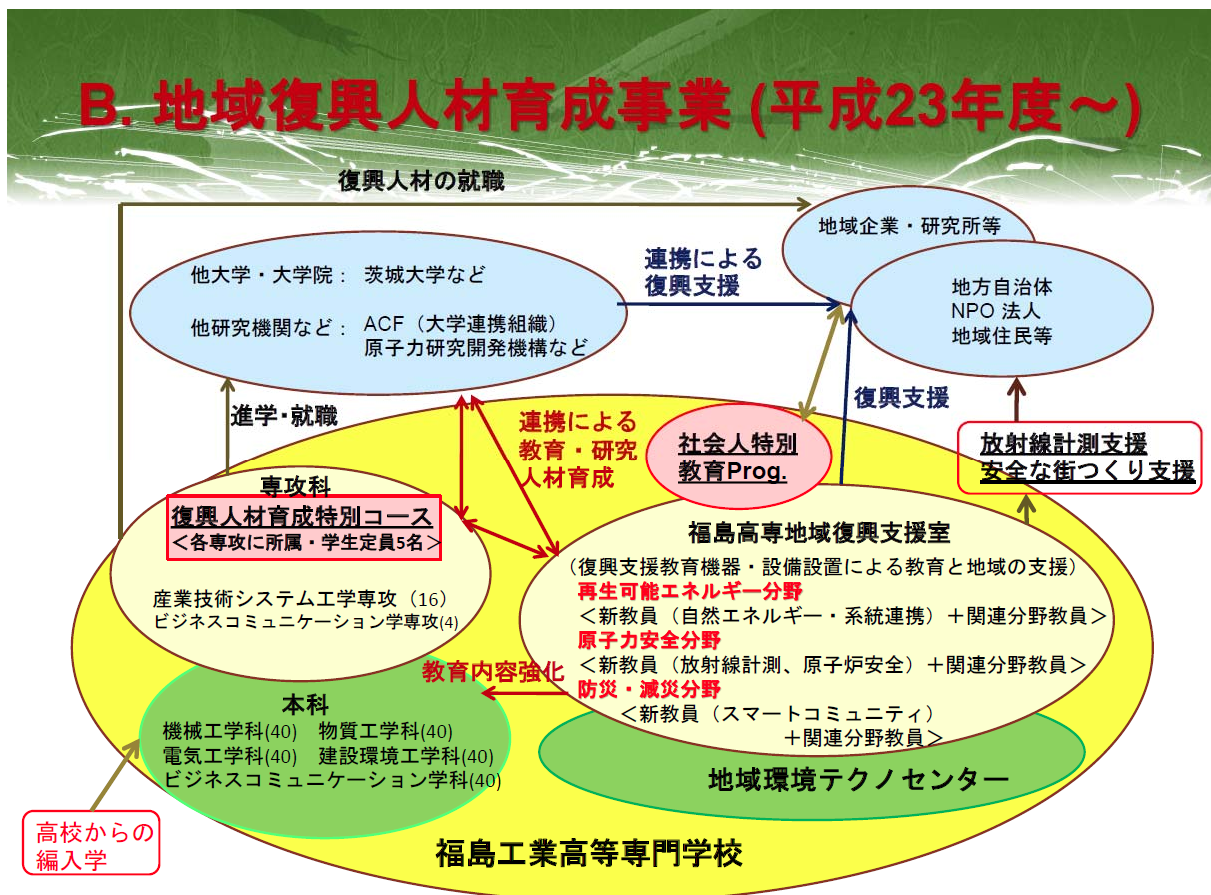 B. 地域復興人材育成事業 (平成23年度～)
復興人材の就職
地域企業・研究所等
他大学・大学院： 茨城大学など
他研究機関など： ACF（大学連携組織）
原子力研究開発機構など
連携による
復興支援
地方自治体
NPO 法人
地域住民等
進学・就職
連携による
教育・研究
人材育成
社会人特別
教育Prog.
復興支援
放射線計測支援
安全な街つくり支援
専攻科
復興人材育成特別コース
＜各専攻に所属・学生定員5名＞
産業技術システム工学専攻（16）
ビジネスコミュニケーション学専攻(4)
福島高専地域復興支援室
（復興支援教育機器・設備設置による教育と地域の支援）
再生可能エネルギー分野
＜新教員（自然エネルギー・系統連携）＋関連分野教員＞
原子力安全分野
＜新教員（放射線計測、原子炉安全）＋関連分野教員＞
防災・減災分野
＜新教員（スマートコミュニティ）
＋関連分野教員＞
教育内容強化
本科
機械工学科(40) 物質工学科(40)
電気工学科(40) 建設環境工学科(40)
ビジネスコミュニケーション学科(40)
地域環境テクノセンター
高校からの
編入学
福島工業高等専門学校